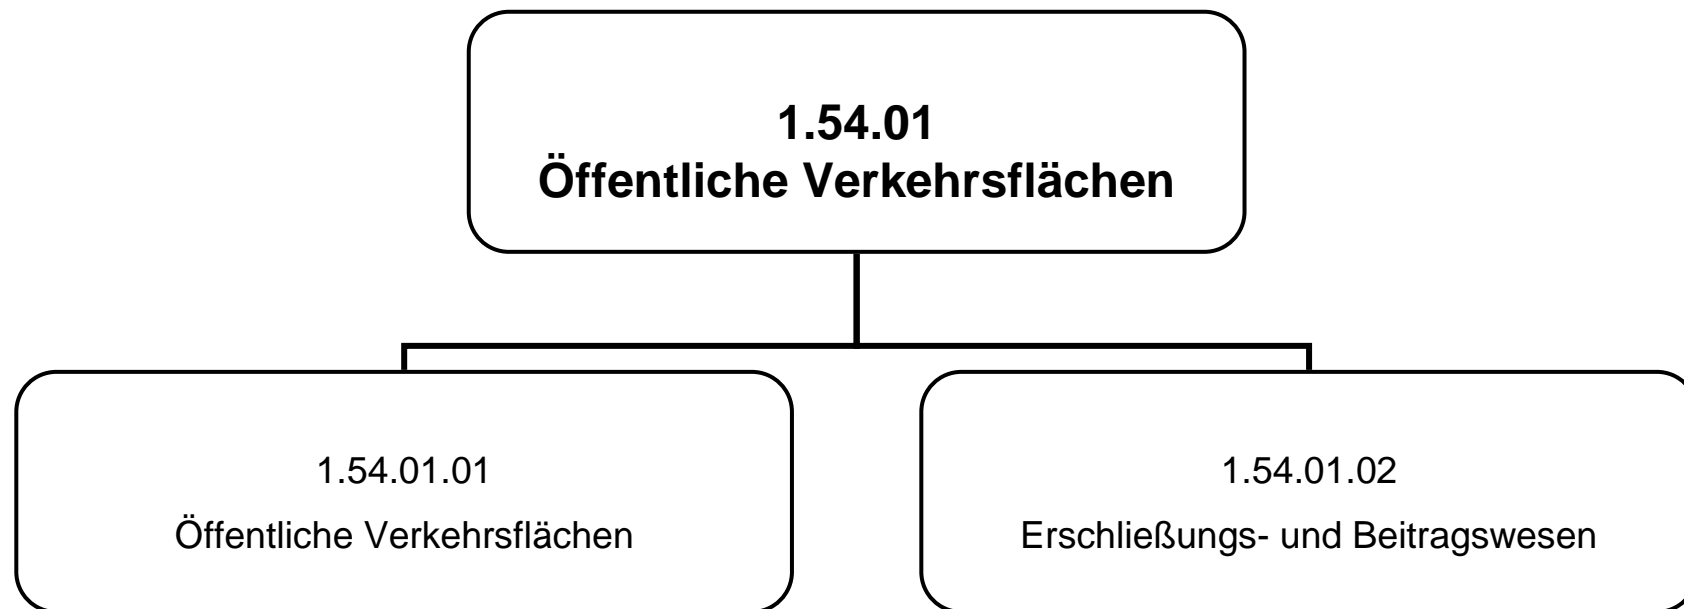 1.54.01
Öffentliche Verkehrsflächen
1.54.01.01
Öffentliche Verkehrsflächen
1.54.01.02
Erschließungs- und Beitragswesen